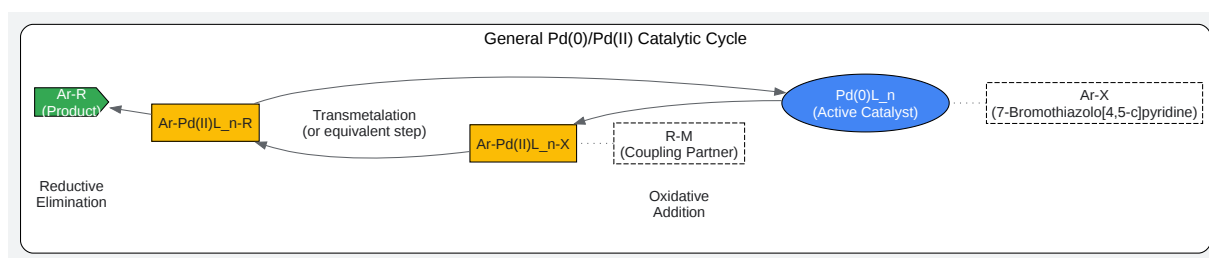 General Pd(0)/Pd(II) Catalytic Cycle
Ar-R
(Product)
Ar-Pd(II)L_n-R
Transmetalation
(or equivalent step)
Ar-Pd(II)L_n-X
R-M
(Coupling Partner)
Pd(0)L_n
(Active Catalyst)
Ar-X
(7-Bromothiazolo[4,5-c]pyridine)
Reductive
Elimination
Oxidative
Addition